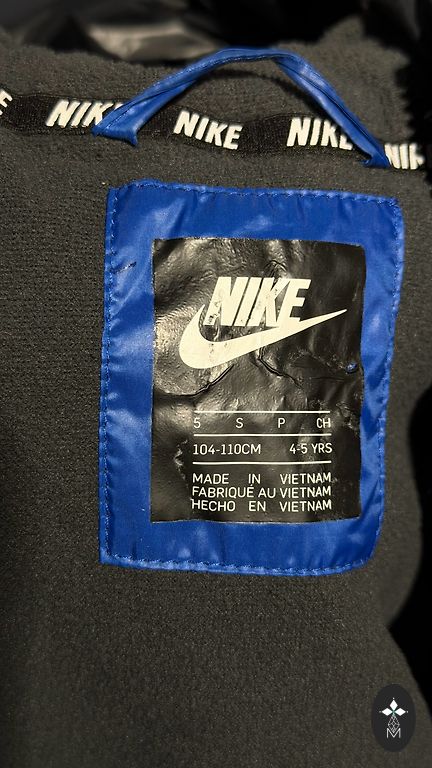 NIKE NIKE NIKE NIKE
NIKE
5 S P CH
104-110CM 4-5 YRS
MADE IN VIETNAM
FABRIQUÉ AU VIETNAM
HECHO EN VIETNAM
M